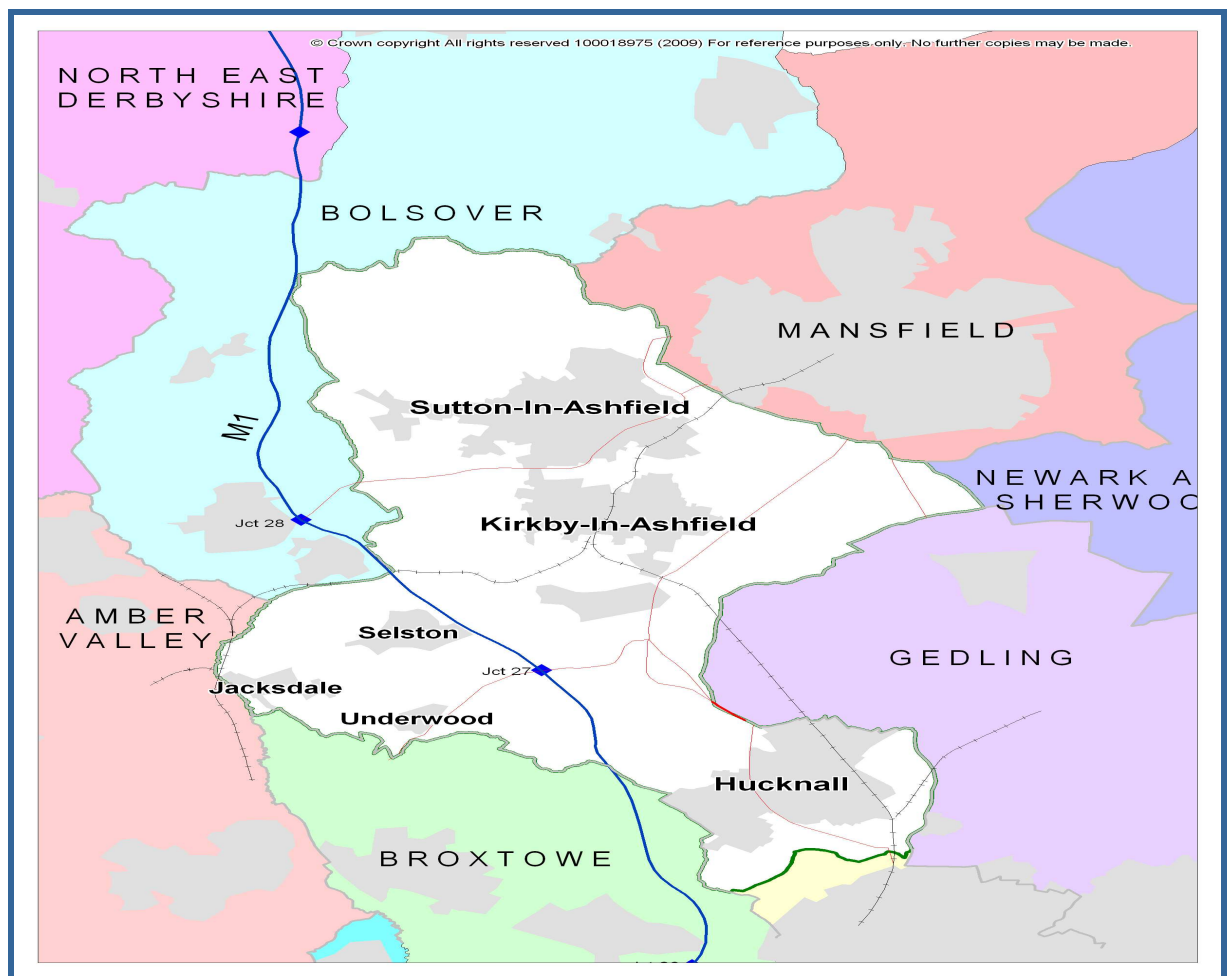 © Crown copyright All rights reserved 100018975 (2009) For reference purposes only. No further copies may be made.
NORTH EAST
DERBYSHIRE
BOLSOVER
MANSFIELD
Sutton-In-Ashfield
M1
NEWARK A
SHERWOO
Jct 28
Kirkby-In-Ashfield
AMBER
VALLEY
Selston
GEDLING
Jct 27
Jacksdale
Underwood
Hucknall
BROXTOWE